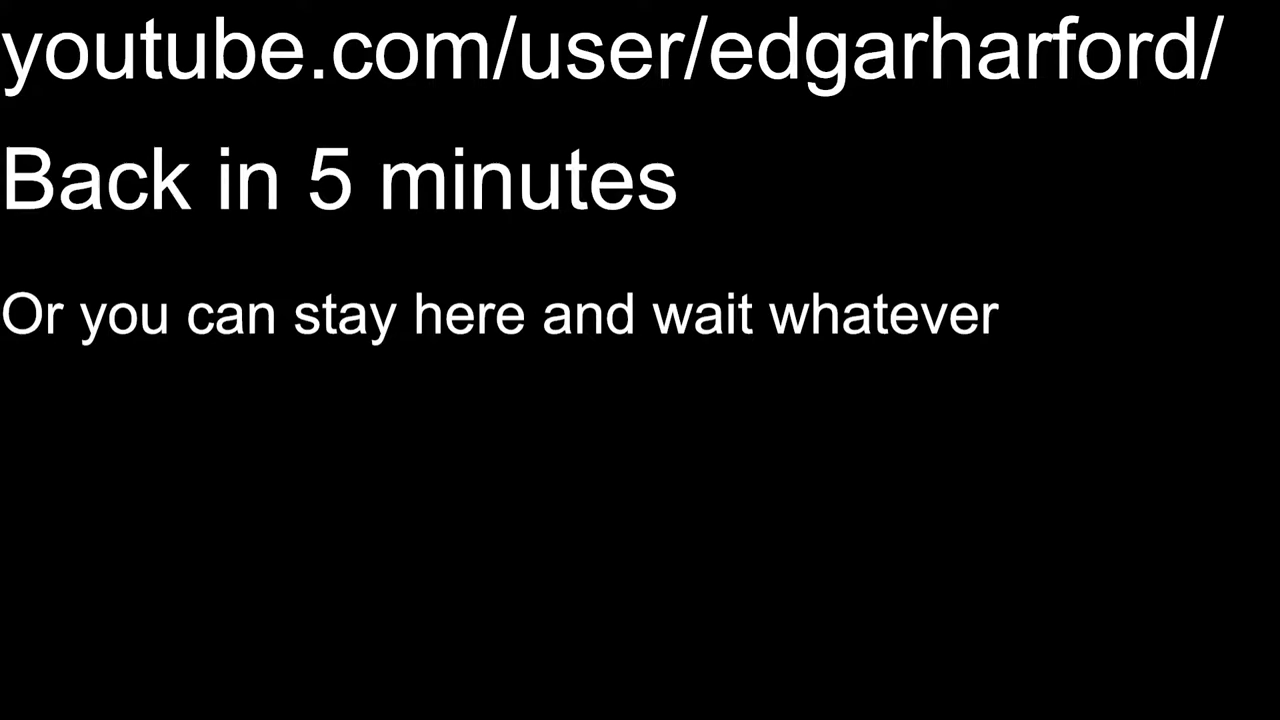 youtube.com/user/edgarharford/
Back in 5 minutes
Or you can stay here and wait whatever